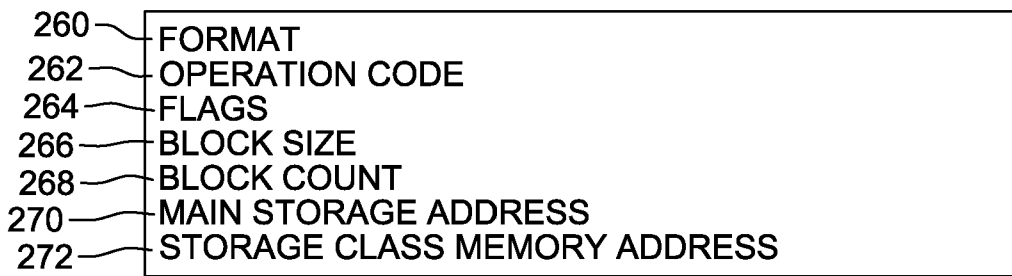 260 FORMAT
262 OPERATION CODE
264 FLAGS
266 BLOCK SIZE
268 BLOCK COUNT
270 MAIN STORAGE ADDRESS
272 STORAGE CLASS MEMORY ADDRESS